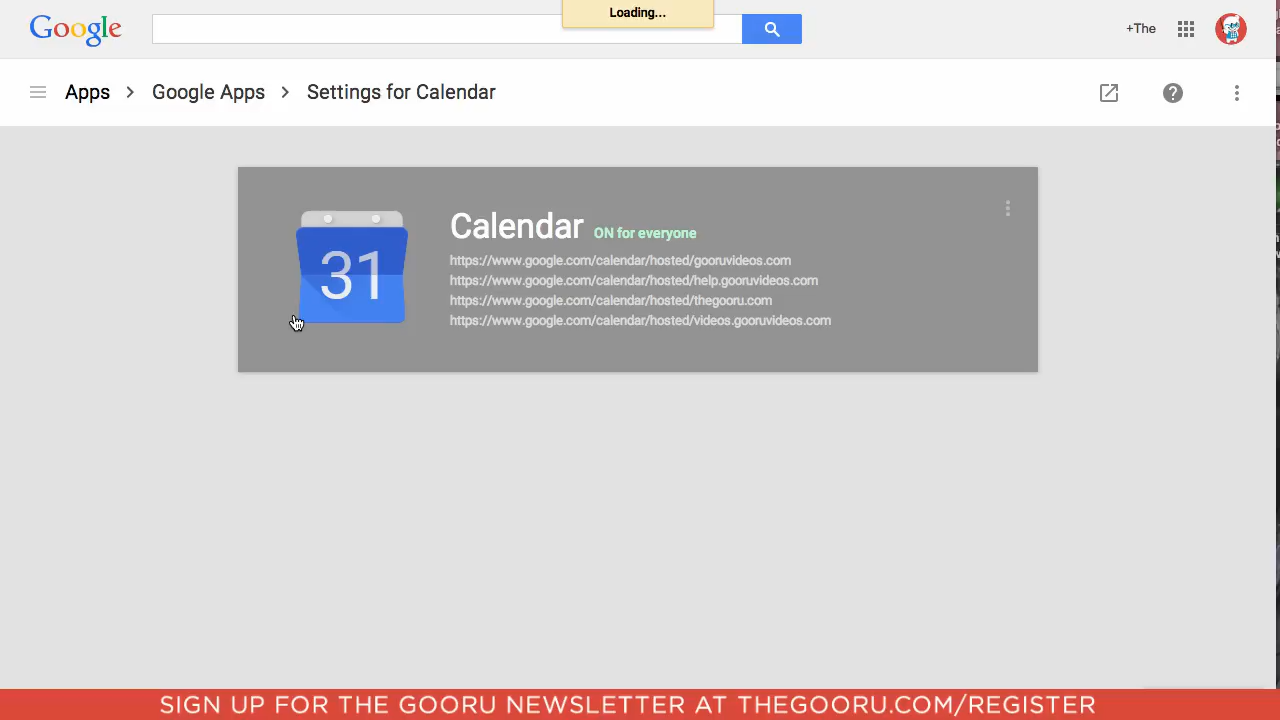 Loading...
Google
+The
Apps > Google Apps > Settings for Calendar
31
Calendar ON for everyone
https://www.google.com/calendar/hosted/gooruvideos.com
https://www.google.com/calendar/hosted/help.gooruvideos.com
https://www.google.com/calendar/hosted/thegooru.com
https://www.google.com/calendar/hosted/videos.gooruvideos.com
SIGN UP FOR THE GOORU NEWSLETTER AT THEGOORU.COM/REGISTER